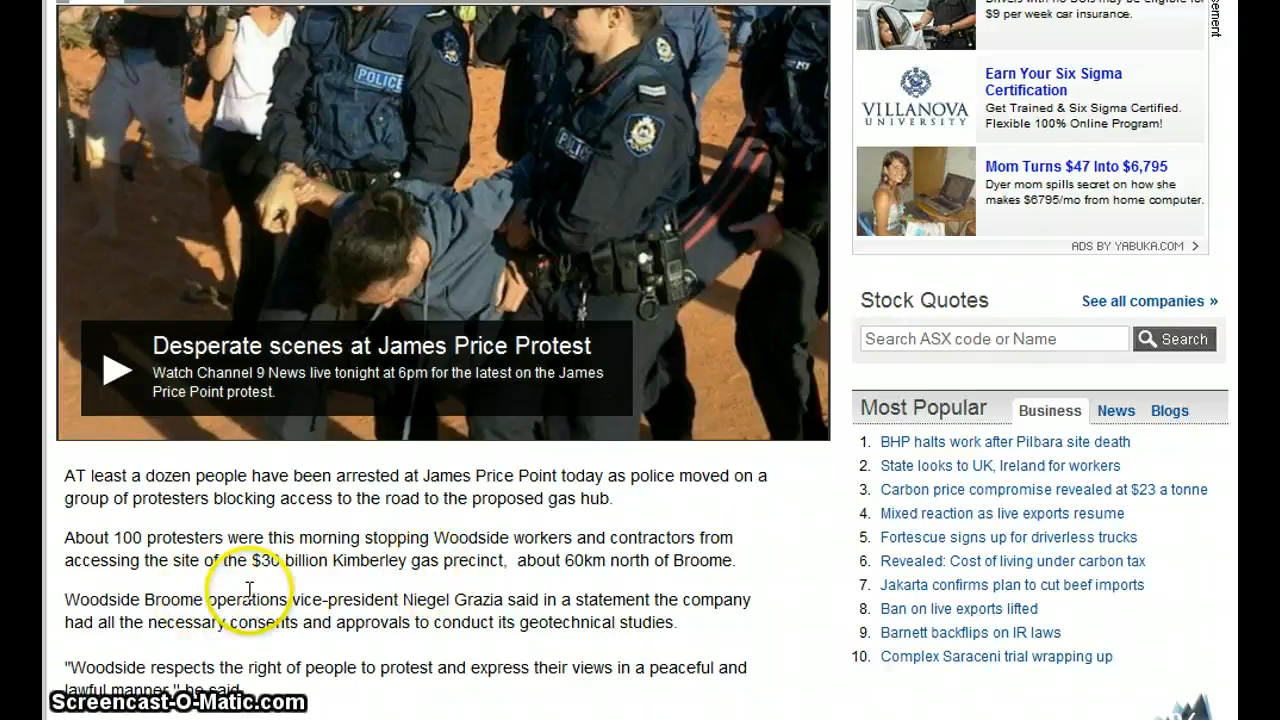 POLICE
POLICE
Desperate scenes at James Price Protest
Watch Channel 9 News live tonight at 6pm for the latest on the James
Price Point protest.
AT least a dozen people have been arrested at James Price Point today as police moved on a
group of protesters blocking access to the road to the proposed gas hub.
About 100 protesters were this morning stopping Woodside workers and contractors from
accessing the site of the $30 billion Kimberley gas precinct, about 60km north of Broome.
Woodside Broome operations vice-president Niegel Grazia said in a statement the company
had all the necessary consents and approvals to conduct its geotechnical studies.
"Woodside respects the right of people to protest and express their views in a peaceful and
lawful manner," he said.
Screencast-O-Matic.com
$9 per week car insurance.
VILLANOVA
UNIVERSITY
Earn Your Six Sigma
Certification
Get Trained & Six Sigma Certified.
Flexible 100% Online Program!
Mom Turns $47 Into $6,795
Dyer mom spills secret on how she
makes $6795/mo from home computer.
ADS BY YABUKA.COM >
Stock Quotes
See all companies »
Search ASX code or Name
Search
Most Popular
Business
News
Blogs
1. BHP halts work after Pilbara site death
2. State looks to UK, Ireland for workers
3. Carbon price compromise revealed at $23 a tonne
4. Mixed reaction as live exports resume
5. Fortescue signs up for driverless trucks
6. Revealed: Cost of living under carbon tax
7. Jakarta confirms plan to cut beef imports
8. Ban on live exports lifted
9. Barnett backflips on IR laws
10. Complex Saraceni trial wrapping up